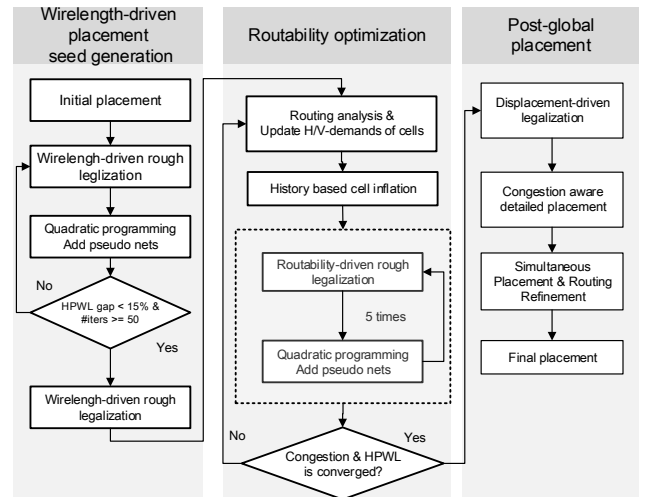 Wirelength-driven
placement
seed generation
Initial placement
Wirelengh-driven rough
leglization
Quadratic programming
Add pseudo nets
No
HPWL gap < 15% &
#iters >= 50
Yes
Wirelengh-driven rough
legalization
Routability optimization
Routing analysis &
Update H/V-demands of cells
History based cell inflation
Routability-driven rough
legalization
5 times
Quadratic programming
Add pseudo nets
No
Yes
Congestion & HPWL
is converged?
Post-global
placement
Displacement-driven
legalization
Congestion aware
detailed placement
Simultaneous
Placement & Routing
Refinement
Final placement